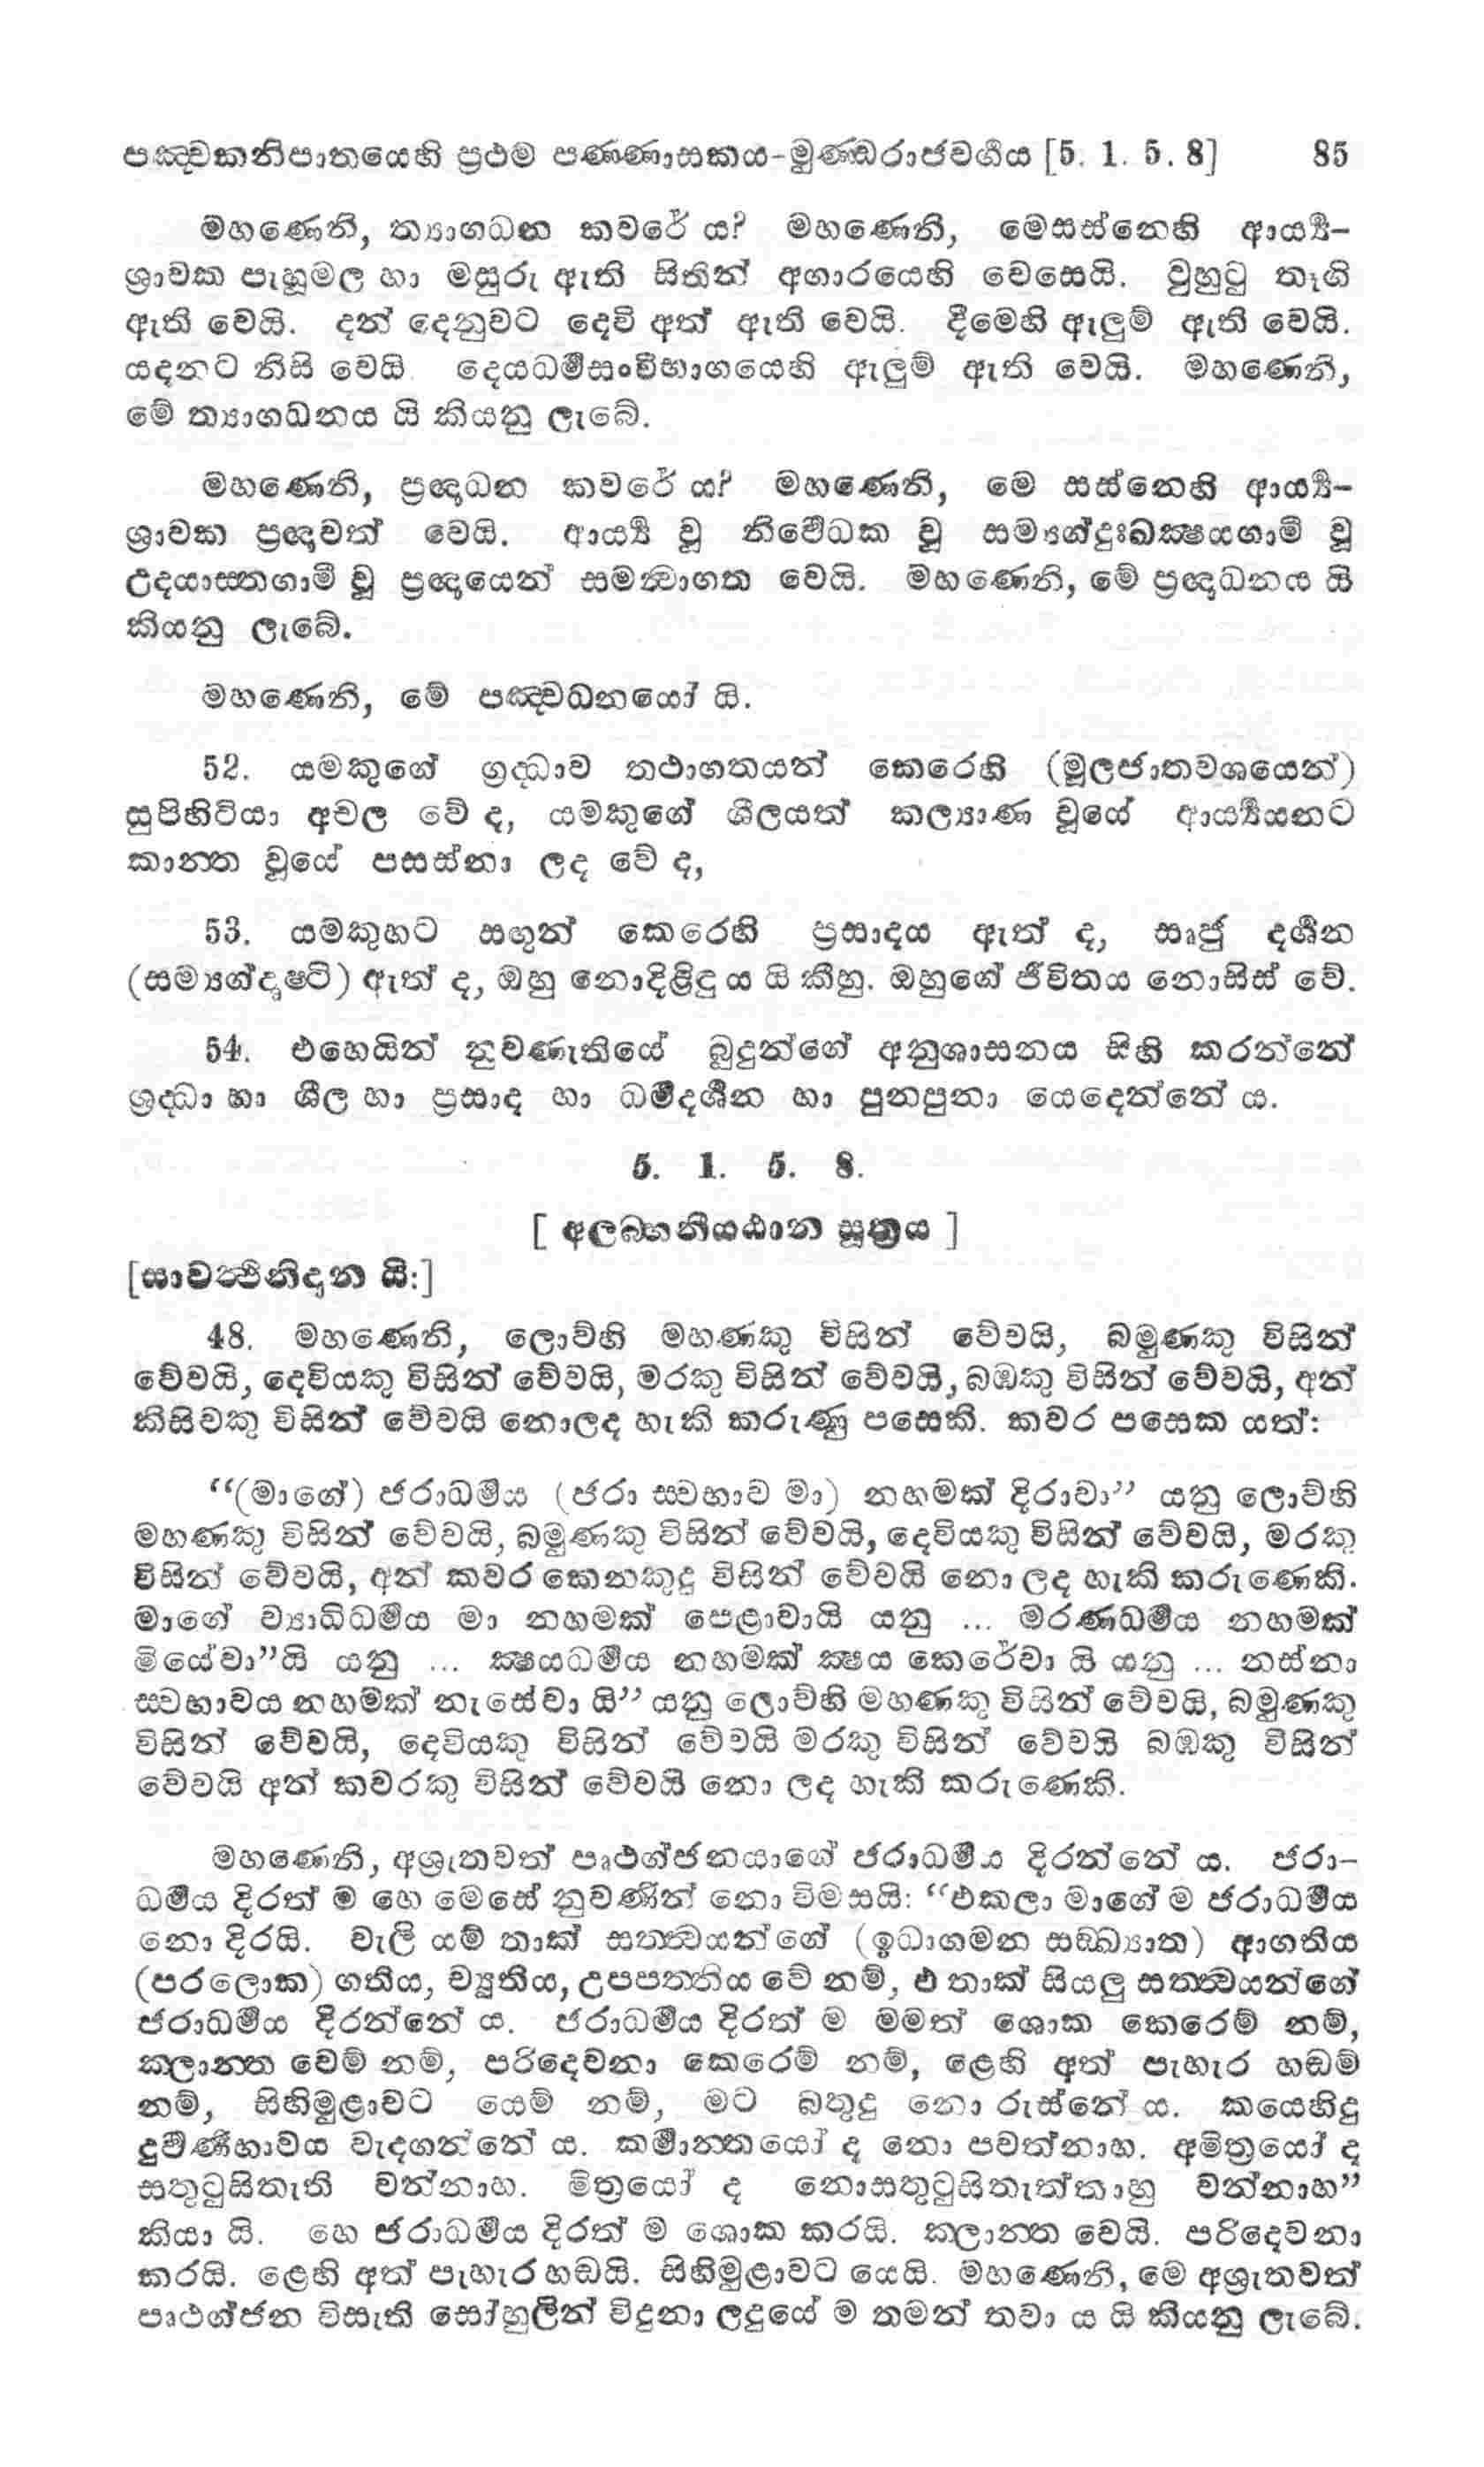 පඤ්චකනිපාතයෙහි ප්‍රථම පණ්ණාසකය-මුණ්ඩරාජවර්‍ගය [5. 1. 5. 8] 85
මහණෙනි, ත්‍යාගධන කවරේ ය? මහණෙනි, මෙසස්නෙහි ආර්‍ය්‍ය-
ශ්‍රාවක පැහූමල හා මසුරු ඇති සිතින් අගාරයෙහි වෙසෙයි. වුහුටු තෑගි
ඇති වෙයි. දන් දෙනුවට දෙවි අත් ඇති වෙයි. දීමෙහි ඇලුම් ඇති වෙයි.
යදනට නිසි වෙයි. දෙයධර්‍මසංවිභාගයෙහි ඇලුම් ඇති වෙයි. මහණෙනි,
මේ ත්‍යාගධනය යි කියනු ලැබේ.
මහණෙනි, ප්‍රඥාධන කවරේ ය? මහණෙනි, මෙ සස්නෙහි ආර්‍ය්‍ය-
ශ්‍රාවක ප්‍රඥාවත් වෙයි. ආර්‍ය්‍ය වූ නිර්‍වේධක වූ සම්‍යග්දුඃඛක්‍ෂයගාමී වූ
උදයාස්තගාමී වූ ප්‍රඥායෙන් සමන්‍වාගත වෙයි. මහණෙනි, මේ ප්‍රඥාධනය යි
කියනු ලැබේ.
මහණෙනි, මේ පඤ්චධනයෝ යි.
52. යමකුගේ ශ්‍රද්ධාව තථාගතයන් කෙරෙහි (මූලජාතවශයෙන්)
සුපිහිටියා අචල වේ ද, යමකුගේ ශීලයත් කල්‍යාණ වූයේ ආර්‍ය්‍යයනට
කාන්ත වූයේ පසස්නා ලද වේ ද,
53. යමකුහට සඟුන් කෙරෙහි ප්‍රසාදය ඇත් ද, සෘජු දර්‍ශන
(සම්‍යග්දෘෂ්ටි) ඇත් ද, ඔහු නොදිළිඳු ය යි කීහු. ඔහුගේ ජීවිතය නොසිස් වේ.
54. එහෙයින් නුවණැතියේ බුදුන්ගේ අනුශාසනය සිහි කරන්නේ
ශ්‍රද්ධා හා ශීල හා ප්‍රසාද හා ධර්‍මදර්‍ශන හා පුනපුනා යෙදෙන්නේ ය.
5. 1. 5. 8.
[ අලබ්භනීයඨාන සූත්‍රය ]
[සාවත්‍ථිනිදාන යි:]
48. මහණෙනි, ලොව්හි මහණකු විසින් වේවයි, බමුණකු විසින්
වේවයි, දෙවියකු විසින් වේවයි, මරකු විසින් වේවයි, බඹකු විසින් වේවයි, අන්
කිසිවකු විසින් වේවයි නොලද හැකි කරුණු පසෙකි. කවර පසෙක යත්:
“(මාගේ) ජරාධර්‍මය (ජරා ස්වභාව මා) නහමක් දිරාවා” යනු ලොව්හි
මහණකු විසින් වේවයි, බමුණකු විසින් වේවයි, දෙවියකු විසින් වේවයි, මරකු
විසින් වේවයි, අන් කවර කෙනකුදු විසින් වේවයි නො ලද හැකි කරුණෙකි.
මාගේ ව්‍යාධිධර්‍මය මා නහමක් පෙළාවායි යනු ... මරණධර්‍මය නහමක්
මියේවා”යි යනු ... ක්‍ෂයධර්‍මය නහමක් ක්‍ෂය කෙරේවා යි යනු ... නස්නා
ස්වභාවය නහමක් නැසේවා යි” යනු ලොව්හි මහණකු විසින් වේවයි, බමුණකු
විසින් වේවයි, දෙවියකු විසින් වේවයි මරකු විසින් වේවයි බඹකු විසින්
වේවයි අන් කවරකු විසින් වේවයි නො ලද හැකි කරුණෙකි.
මහණෙනි, අශ්‍රැතවත් පෘථග්ජනයාගේ ජරාධර්‍මය දිරන්නේ ය. ජරා-
ධර්‍මය දිරත් ම හෙ මෙසේ නුවණින් නො විමසයි: “එකලා මාගේ ම ජරාධර්‍මය
නො දිරයි. වැලි යම් තාක් සත්ත්‍වයන්ගේ (ඉධාගමන සඞ්ඛ්‍යාත) ආගතිය
(පරලොක) ගතිය, ච්‍යුතිය, උපපත්තිය වේ නම්, එ තාක් සියලු සත්ත්‍වයන්ගේ
ජරාධර්‍මය දිරන්නේ ය. ජරාධර්‍මය දිරත් ම මමත් ශොක කෙරෙම් නම්,
ක්ලාන්ත වෙම් නම්, පරිදෙවනා කෙරෙම් නම්, ළෙහි අත් පැහැර හඬම්
නම්, සිහිමුළාවට යෙම් නම්, මට බතුදු නො රුස්නේ ය. කයෙහිදු
දුර්‍වර්‍ණභාවය වැදගන්නේ ය. කර්‍මාන්තයෝ ද නො පවත්නාහ. අමිත්‍රයෝ ද
සතුටුසිතැති වන්නාහ. මිත්‍රයෝ ද නොසතුටුසිතැත්තාහු වන්නාහ”
කියා යි. හෙ ජරාධර්‍මය දිරත් ම ශොක කරයි. ක්ලාන්ත වෙයි. පරිදෙවනා
කරයි. ළෙහි අත් පැහැර හඬයි. සිහිමුළාවට යෙයි. මහණෙනි, මෙ අශ්‍රැතවත්
පෘථග්ජන විසැති සෝහුලින් විදුනා ලදුයේ ම තමන් තවා ය යි කියනු ලැබේ.